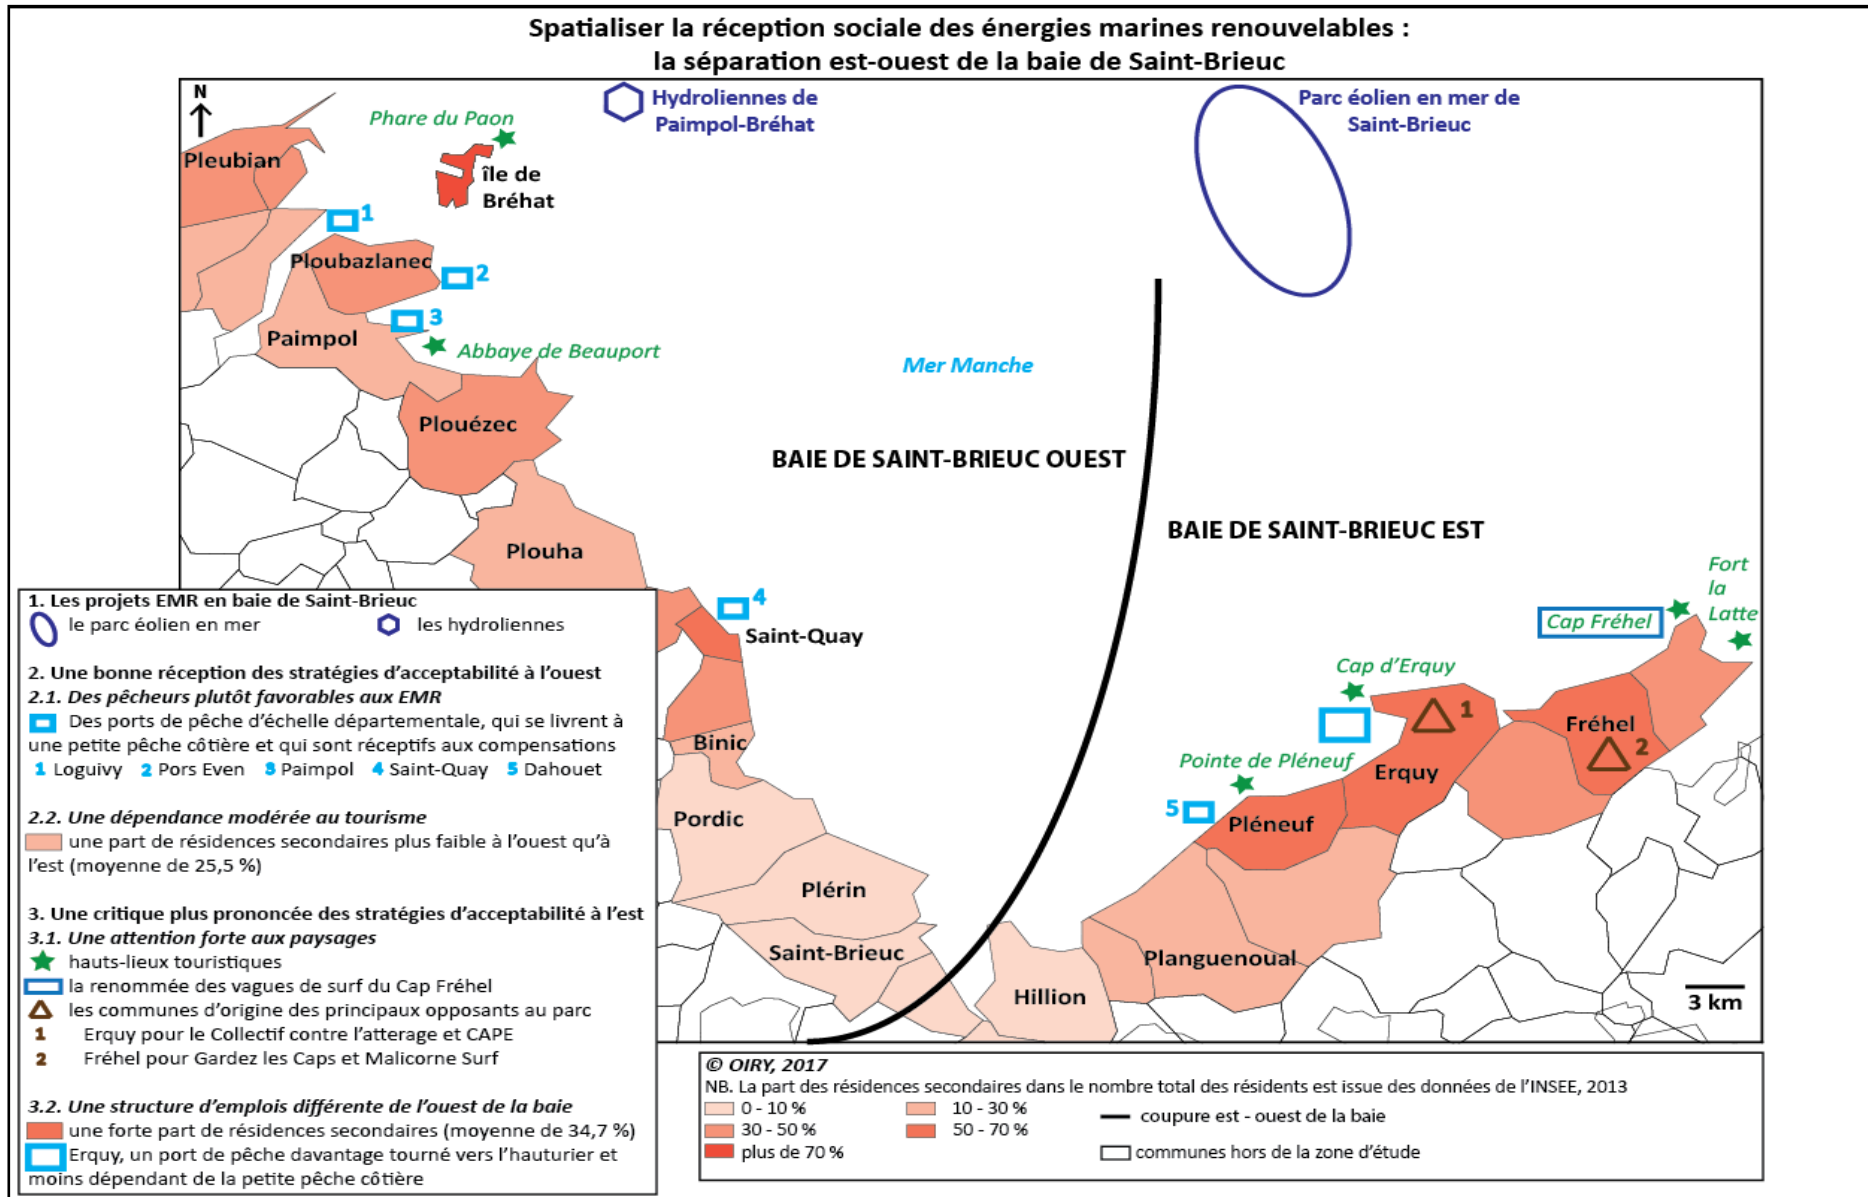 Spatialiser la réception sociale des énergies marines renouvelables :
la séparation est-ouest de la baie de Saint-Brieuc
N
Phare du Paon
Hydroliennes de
Paimpol-Bréhat
Parc éolien en mer de
Saint-Brieuc
Pleubian
île de
Bréhat
1
Ploubazlanec
2
3
Paimpol
Abbaye de Beauport
Mer Manche
Plouézec
BAIE DE SAINT-BRIEUC OUEST
BAIE DE SAINT-BRIEUC EST
Plouha
Fort
la
Latte
4
Saint-Quay
Cap Fréhel
Cap d'Erquy
1
Fréhel
2
Binic
Pointe de Pléneuf
Erquy
5
Pléneuf
Pordic
Plérin
Saint-Brieuc
Planguenoual
Hillion
3 km
1. Les projets EMR en baie de Saint-Brieuc
le parc éolien en mer
les hydroliennes
2. Une bonne réception des stratégies d'acceptabilité à l'ouest
2.1. Des pêcheurs plutôt favorables aux EMR
Des ports de pêche d'échelle départementale, qui se livrent à
une petite pêche côtière et qui sont réceptifs aux compensations
1 Loguivy 2 Pors Even 3 Paimpol 4 Saint-Quay 5 Dahouet
2.2. Une dépendance modérée au tourisme
une part de résidences secondaires plus faible à l'ouest qu'à
l'est (moyenne de 25,5 %)
3. Une critique plus prononcée des stratégies d'acceptabilité à l'est
3.1. Une attention forte aux paysages
hauts-lieux touristiques
la renommée des vagues de surf du Cap Fréhel
les communes d'origine des principaux opposants au parc
1 Erquy pour le Collectif contre l'atterage et CAPE
2 Fréhel pour Gardez les Caps et Malicorne Surf
3.2. Une structure d'emplois différente de l'ouest de la baie
une forte part de résidences secondaires (moyenne de 34,7 %)
Erquy, un port de pêche davantage tourné vers l'hauturier et
moins dépendant de la petite pêche côtière
© OIRY, 2017
NB. La part des résidences secondaires dans le nombre total des résidents est issue des données de l'INSEE, 2013
0 - 10 %
10 - 30 %
coupure est - ouest de la baie
30 - 50 %
50 - 70 %
plus de 70 %
communes hors de la zone d'étude